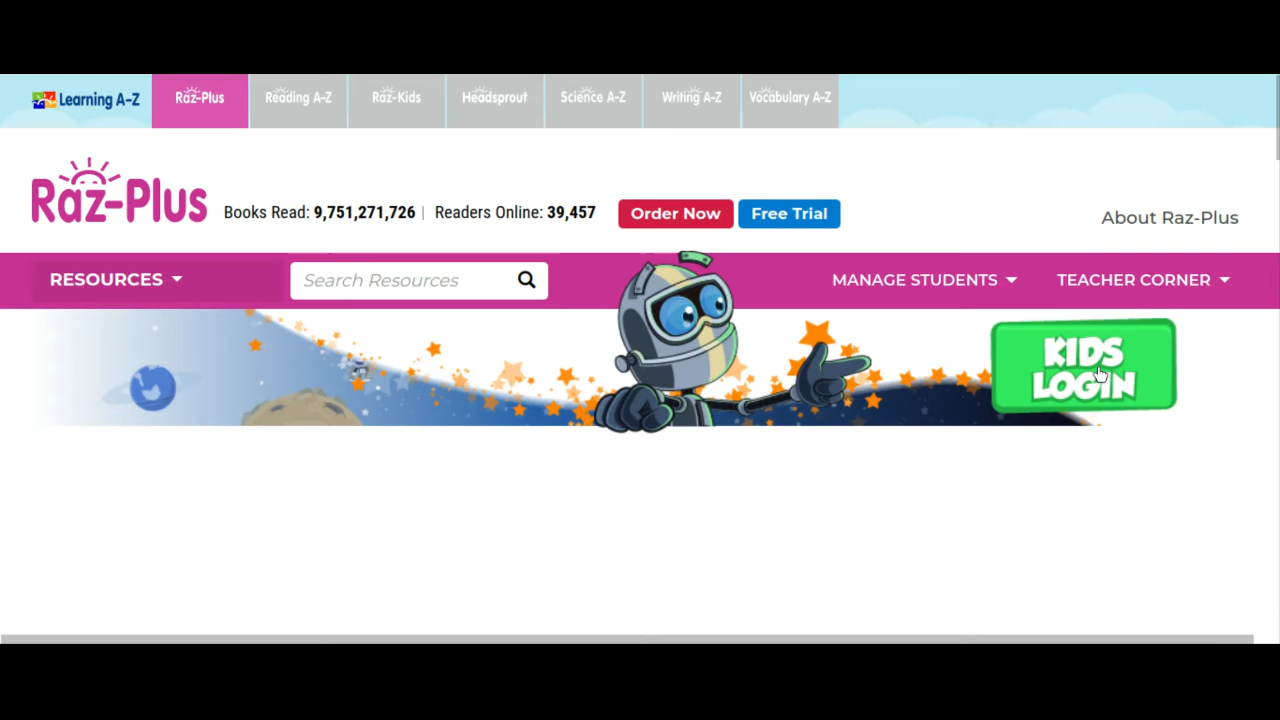 Learning A-Z
Raz-Plus
Reading A-Z
Raz-Kids
Headsprout
Science A-Z
Writing A-Z
Vocabulary A-Z
Raz-Plus
Books Read: 9,751,271,726 | Readers Online: 39,457
Order Now
Free Trial
About Raz-Plus
RESOURCES
Search Resources
MANAGE STUDENTS
TEACHER CORNER
KIDS
LOGIN